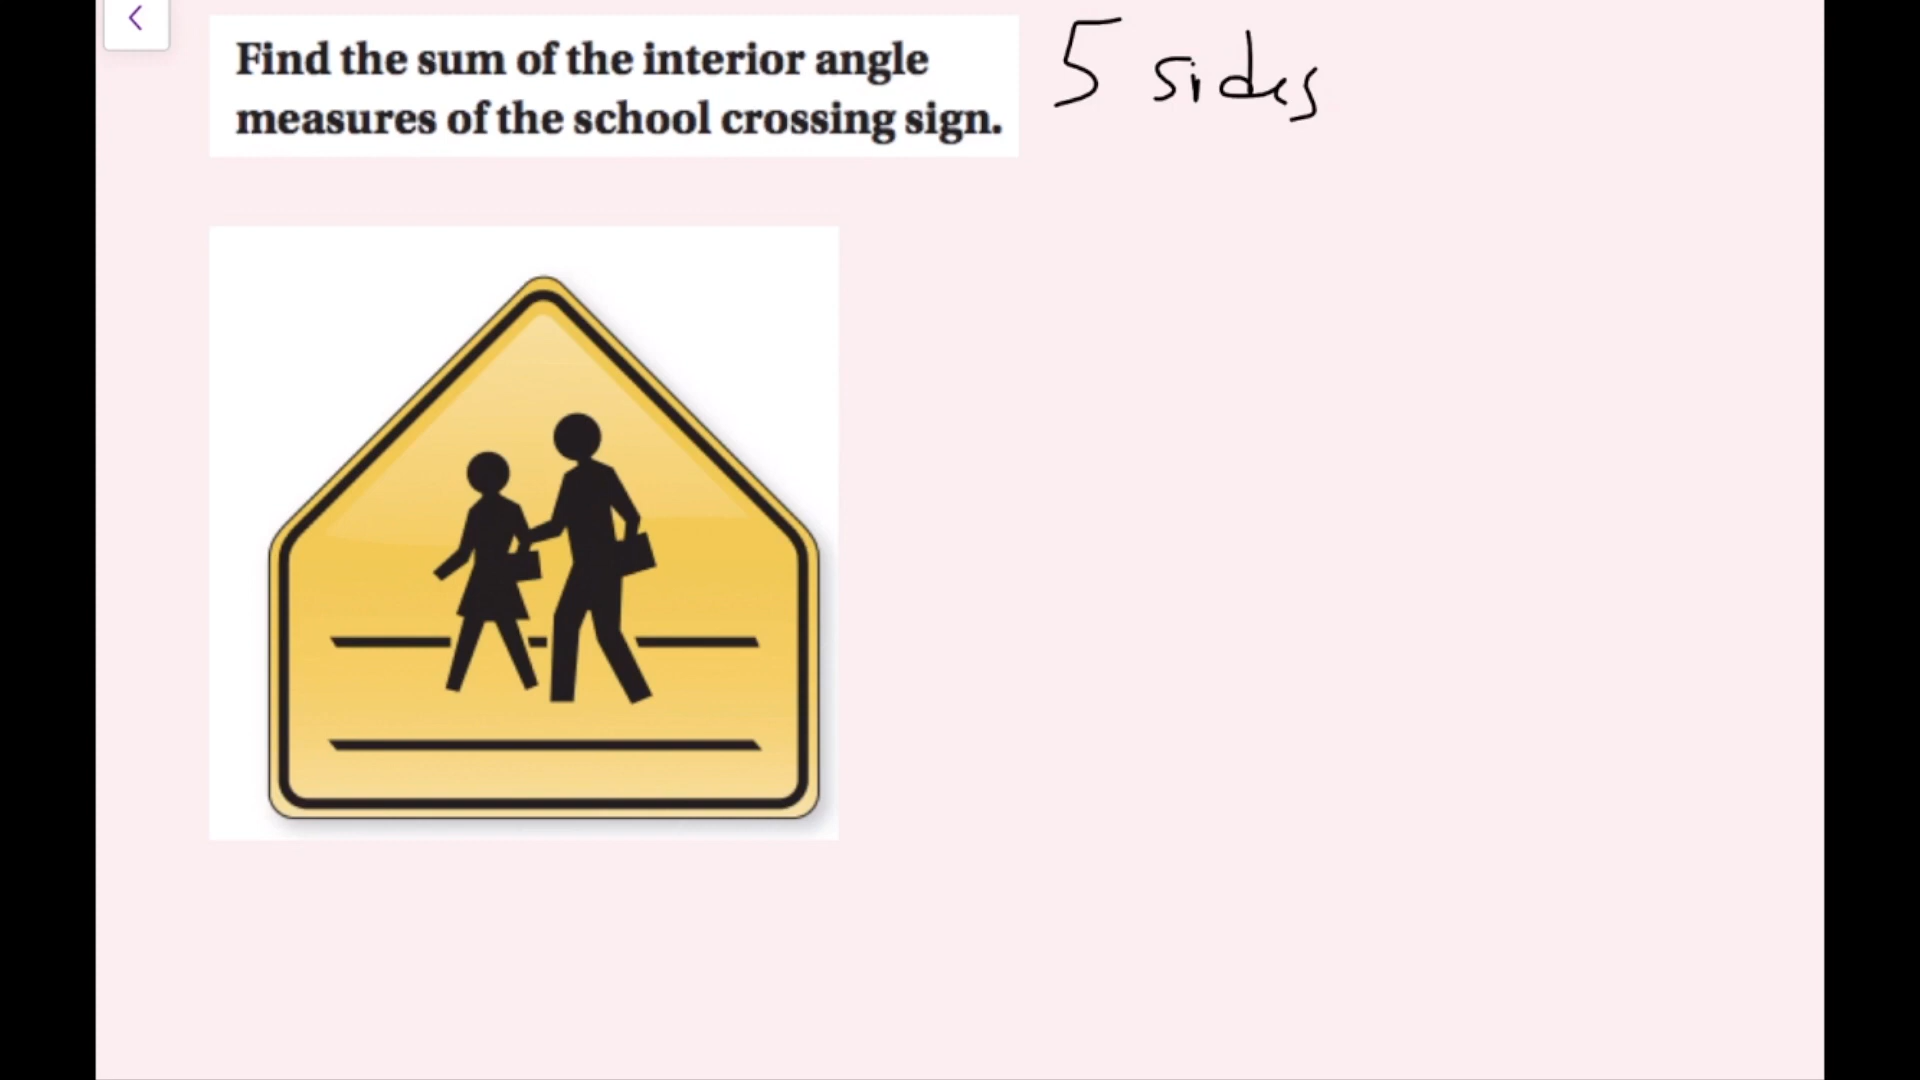 Find the sum of the interior angle
measures of the school crossing sign.
5 sides